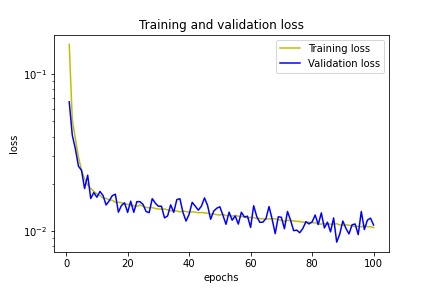 Training and validation loss
Training loss
Validation loss
10⁻¹
10⁻²
loss
0 20 40 60 80 100
epochs